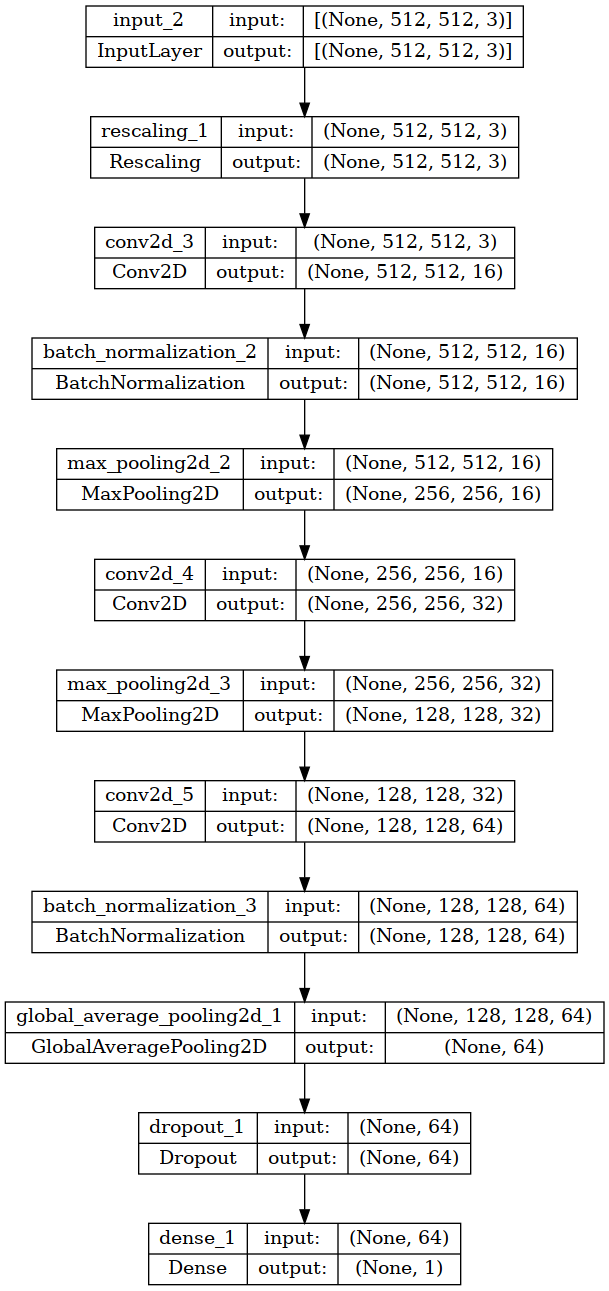 input_2 input: [(None, 512, 512, 3)]
InputLayer output: [(None, 512, 512, 3)]
rescaling_1 input: (None, 512, 512, 3)
Rescaling output: (None, 512, 512, 3)
conv2d_3 input: (None, 512, 512, 3)
Conv2D output: (None, 512, 512, 16)
batch_normalization_2 input: (None, 512, 512, 16)
BatchNormalization output: (None, 512, 512, 16)
max_pooling2d_2 input: (None, 512, 512, 16)
MaxPooling2D output: (None, 256, 256, 16)
conv2d_4 input: (None, 256, 256, 16)
Conv2D output: (None, 256, 256, 32)
max_pooling2d_3 input: (None, 256, 256, 32)
MaxPooling2D output: (None, 128, 128, 32)
conv2d_5 input: (None, 128, 128, 32)
Conv2D output: (None, 128, 128, 64)
batch_normalization_3 input: (None, 128, 128, 64)
BatchNormalization output: (None, 128, 128, 64)
global_average_pooling2d_1 input: (None, 128, 128, 64)
GlobalAveragePooling2D output: (None, 64)
dropout_1 input: (None, 64)
Dropout output: (None, 64)
dense_1 input: (None, 64)
Dense output: (None, 1)